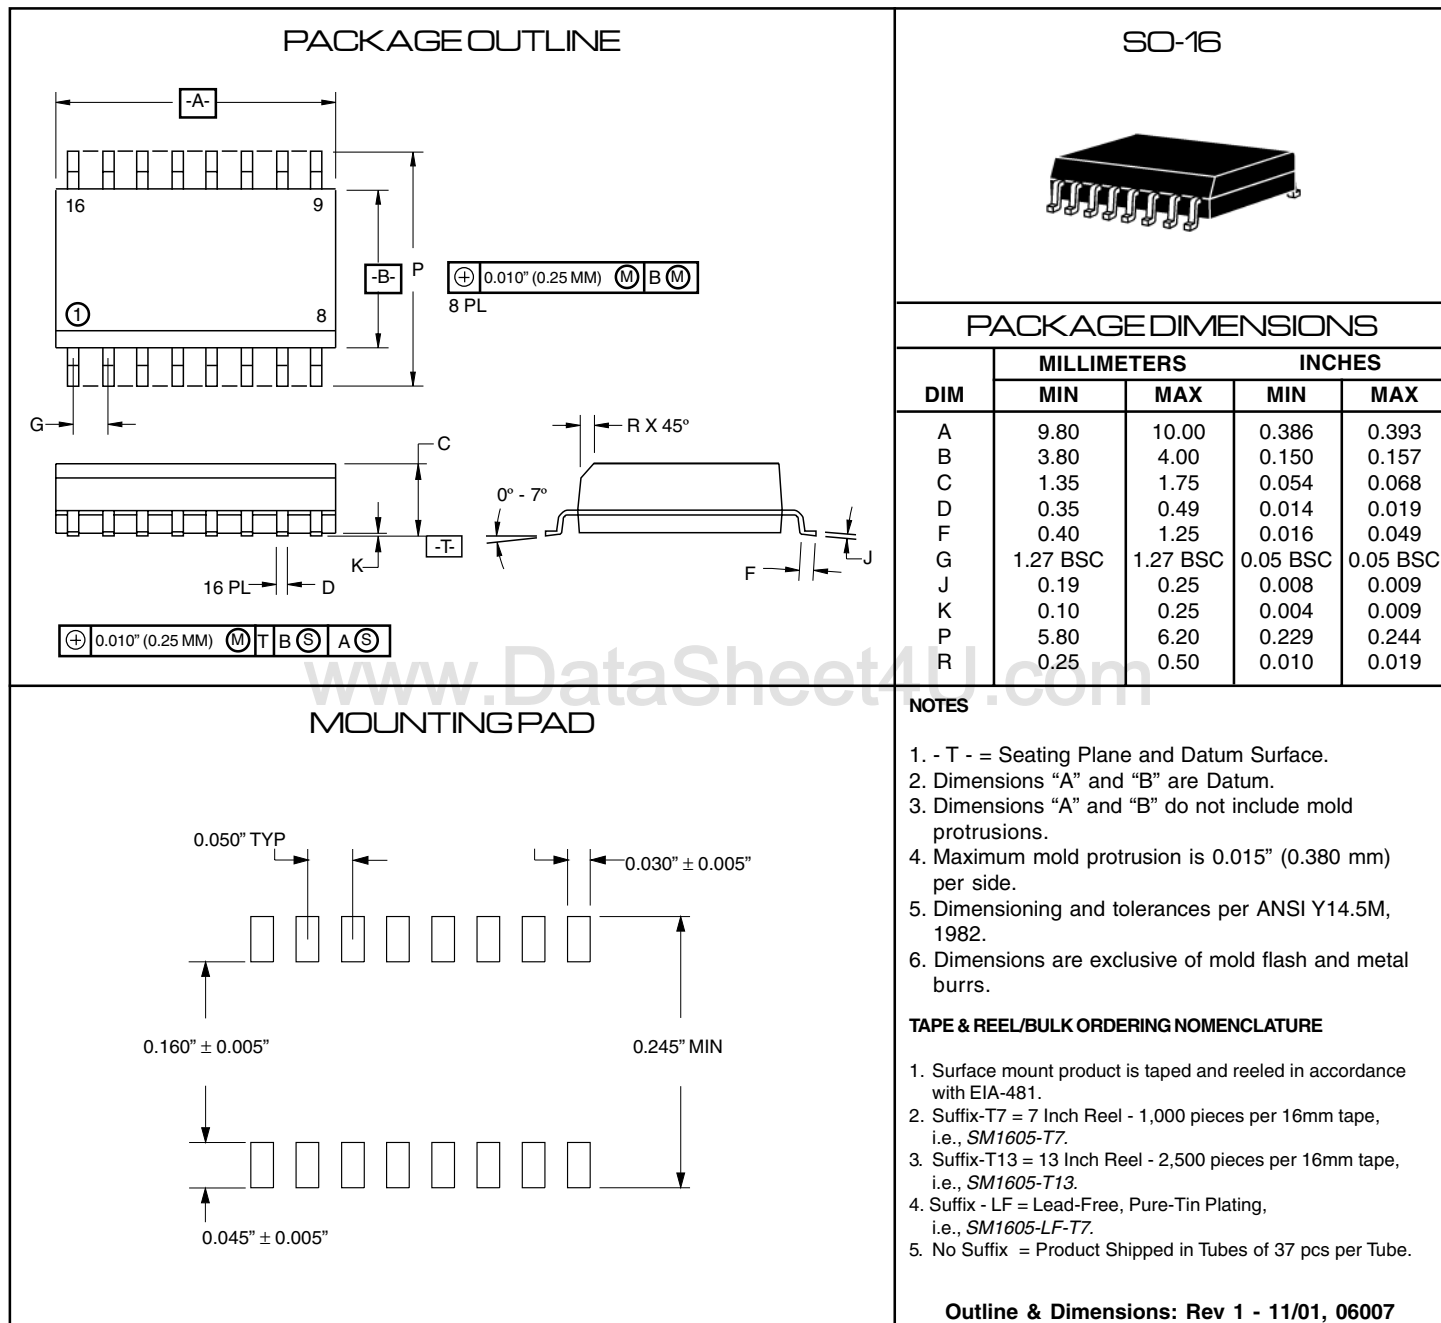 PACKAGE OUTLINE
-A-
16
9
1
8
-B-
P
0.010” (0.25 MM) M B M
8 PL
G
C
K
-T-
16 PL
D
R X 45º
0º - 7º
F
J
0.010” (0.25 MM) M T B S A S
SO-16
PACKAGE DIMENSIONS
MILLIMETERS INCHES
DIM MIN MAX MIN MAX
A 9.80 10.00 0.386 0.393
B 3.80 4.00 0.150 0.157
C 1.35 1.75 0.054 0.068
D 0.35 0.49 0.014 0.019
F 0.40 1.25 0.016 0.049
G 1.27 BSC 1.27 BSC 0.05 BSC 0.05 BSC
J 0.19 0.25 0.008 0.009
K 0.10 0.25 0.004 0.009
P 5.80 6.20 0.229 0.244
R 0.25 0.50 0.010 0.019
www.DataSheet4U.com
MOUNTING PAD
0.050” TYP
0.030” ± 0.005”
0.160” ± 0.005”
0.245” MIN
0.045” ± 0.005”
NOTES
1. - T - = Seating Plane and Datum Surface.
2. Dimensions “A” and “B” are Datum.
3. Dimensions “A” and “B” do not include mold
protrusions.
4. Maximum mold protrusion is 0.015” (0.380 mm)
per side.
5. Dimensioning and tolerances per ANSI Y14.5M,
1982.
6. Dimensions are exclusive of mold flash and metal
burrs.
TAPE & REEL/BULK ORDERING NOMENCLATURE
1. Surface mount product is taped and reeled in accordance
with EIA-481.
2. Suffix-T7 = 7 Inch Reel - 1,000 pieces per 16mm tape,
i.e., SM1605-T7.
3. Suffix-T13 = 13 Inch Reel - 2,500 pieces per 16mm tape,
i.e., SM1605-T13.
4. Suffix - LF = Lead-Free, Pure-Tin Plating,
i.e., SM1605-LF-T7.
5. No Suffix = Product Shipped in Tubes of 37 pcs per Tube.
Outline & Dimensions: Rev 1 - 11/01, 06007